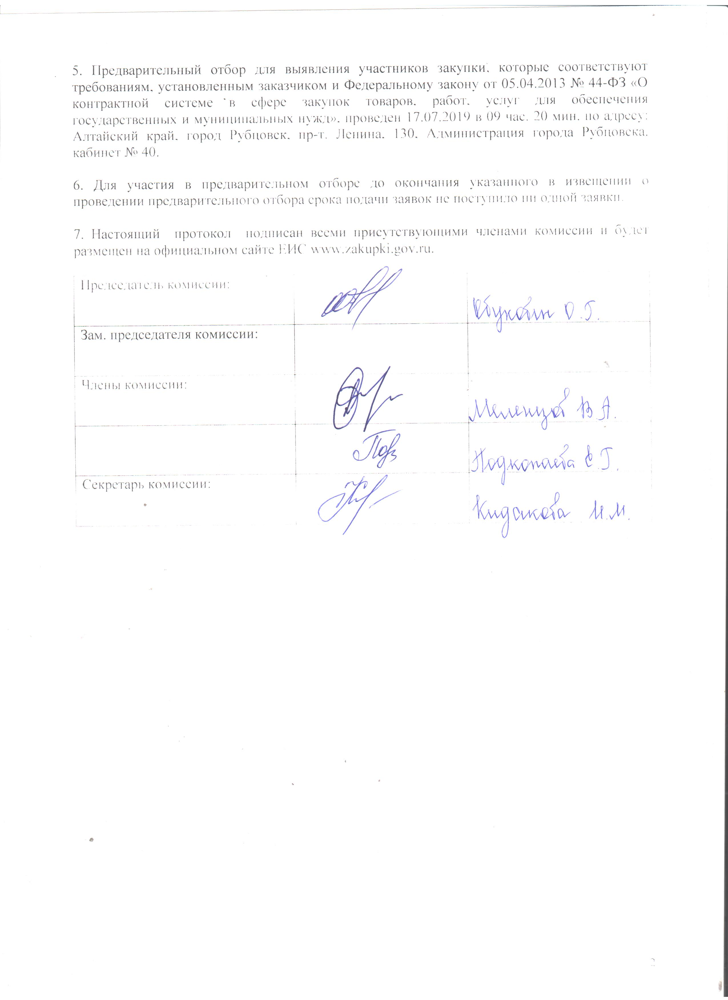 5. Предварительный отбор для выявления участников закупки, которые соответствуют
требованиям, установленным заказчиком и Федеральному закону от 05.04.2013 № 44-ФЗ «О
контрактной системе в сфере закупок товаров, работ, услуг для обеспечения
государственных и муниципальных нужд», проведен 17.07.2019 в 09 час. 20 мин. по адресу:
Алтайский край, город Рубцовск, пр-т. Ленина, 130, Администрация города Рубцовска,
кабинет № 40.
6. Для участия в предварительном отборе до окончания указанного в извещении о
проведении предварительного отбора срока подачи заявок не поступило ни одной заявки.
7. Настоящий протокол подписан всеми присутствующими членами комиссии и будет
размещен на официальном сайте ЕИС www.zakupki.gov.ru.
Председатель комиссии:
Обухович О.Г.
Зам. председателя комиссии:
Члены комиссии:
Меленцов В.А.
Подкопаева Е.Г.
Секретарь комиссии:
Кидакова И.М.
2